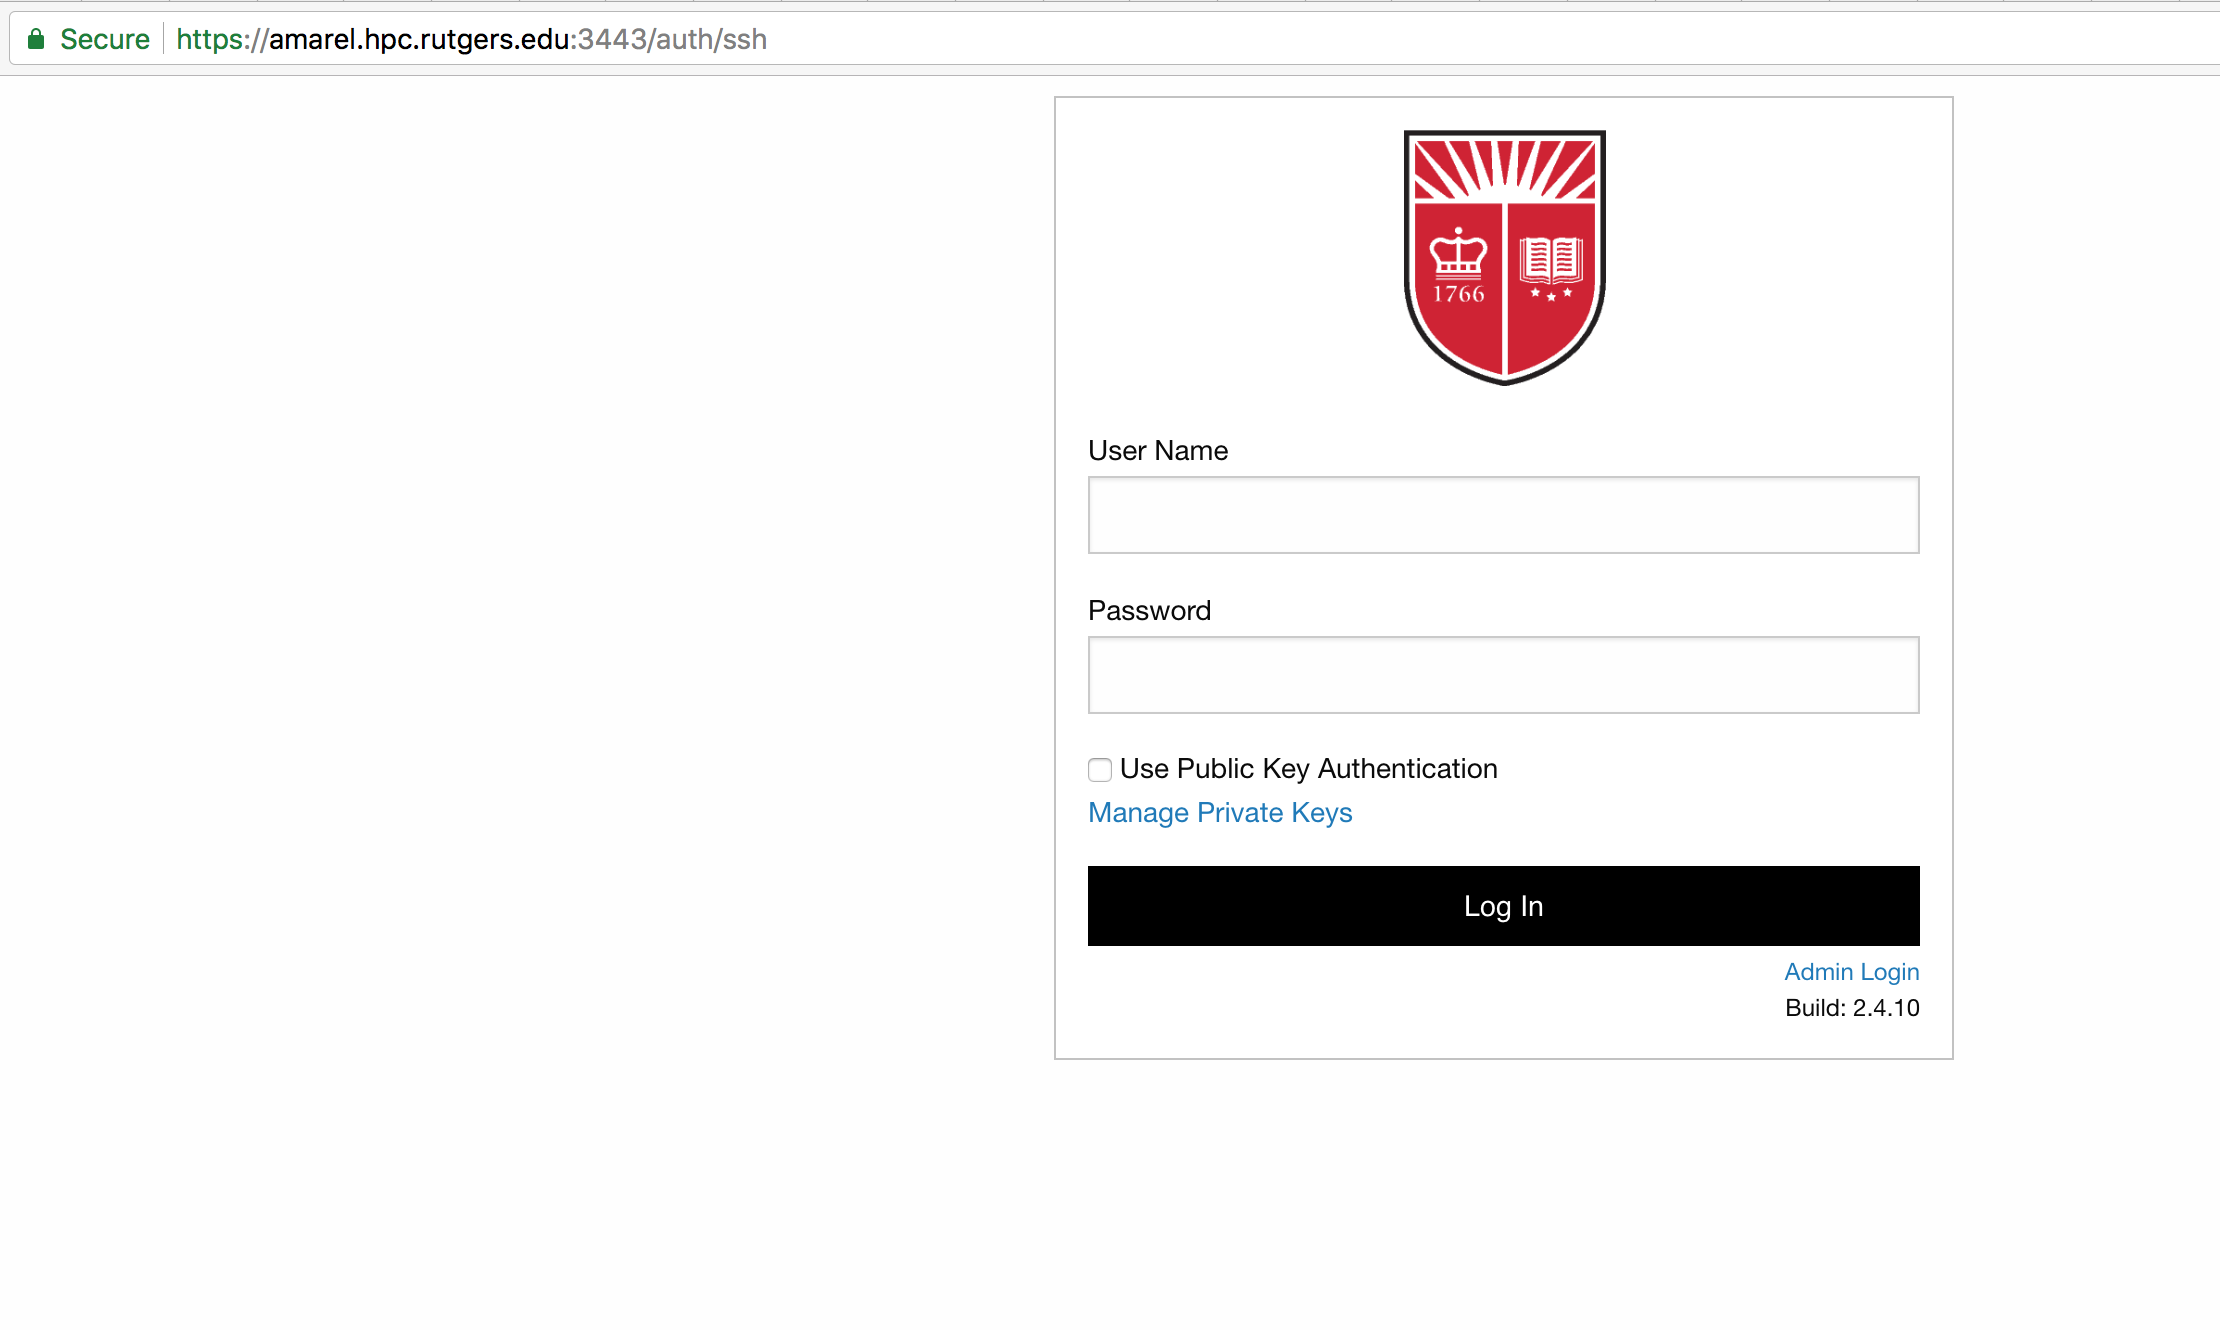 Secure https://amarel.hpc.rutgers.edu:3443/auth/ssh
1766
User Name
Password
Use Public Key Authentication
Manage Private Keys
Log In
Admin Login
Build: 2.4.10